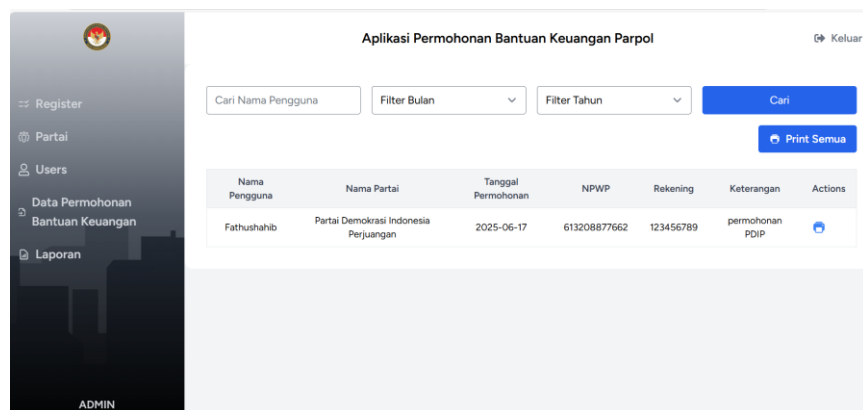 Aplikasi Permohonan Bantuan Keuangan Parpol
Keluar
Register
Partai
Users
Data Permohonan
Bantuan Keuangan
Laporan
ADMIN
Cari Nama Pengguna
Filter Bulan
Filter Tahun
Cari
Print Semua
Nama Pengguna
Nama Partai
Tanggal Permohonan
NPWP
Rekening
Keterangan
Actions
Fathushahib
Partai Demokrasi Indonesia
Perjuangan
2025-06-17
613208877662
123456789
permohonan
PDIP